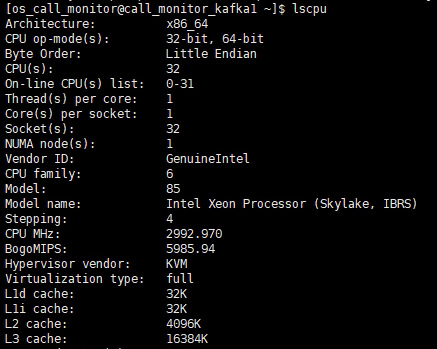 [os_call_monitor@call_monitor_kafka1 ~]$ lscpu
Architecture: x86_64
CPU op-mode(s): 32-bit, 64-bit
Byte Order: Little Endian
CPU(s): 32
On-line CPU(s) list: 0-31
Thread(s) per core: 1
Core(s) per socket: 1
Socket(s): 32
NUMA node(s): 1
Vendor ID: GenuineIntel
CPU family: 6
Model: 85
Model name: Intel Xeon Processor (Skylake, IBRS)
Stepping: 4
CPU MHz: 2992.970
BogoMIPS: 5985.94
Hypervisor vendor: KVM
Virtualization type: full
L1d cache: 32K
L1i cache: 32K
L2 cache: 4096K
L3 cache: 16384K